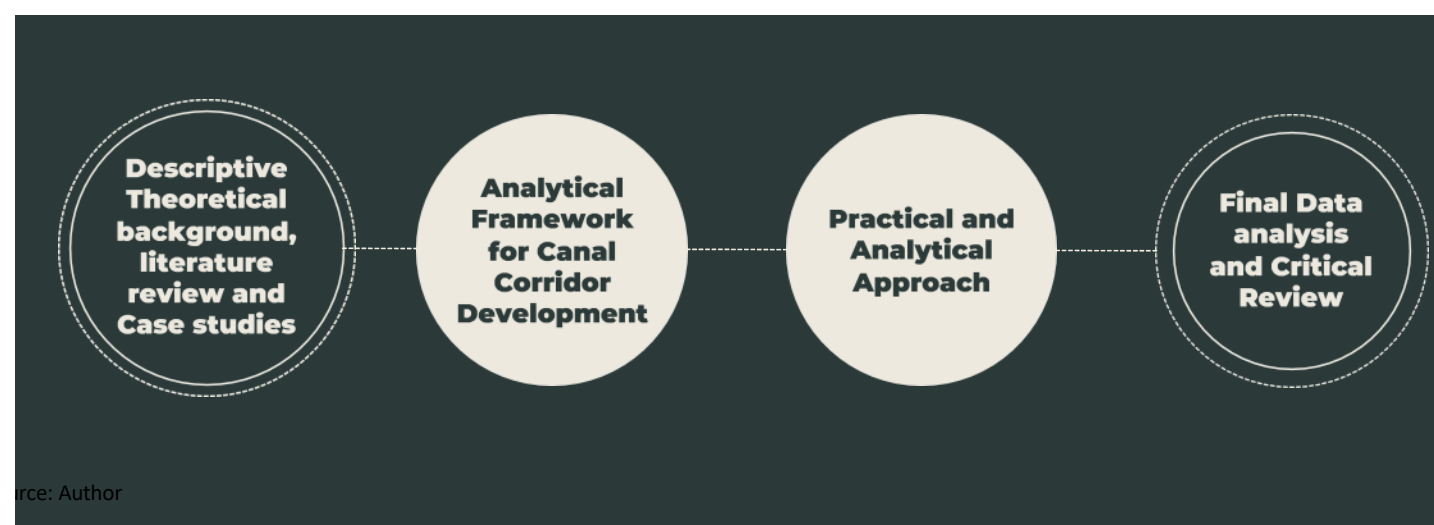 Descriptive
Theoretical
background,
literature
review and
Case studies
Analytical
Framework
for Canal
Corridor
Development
Practical and
Analytical
Approach
Final Data
analysis
and Critical
Review
urce: Author